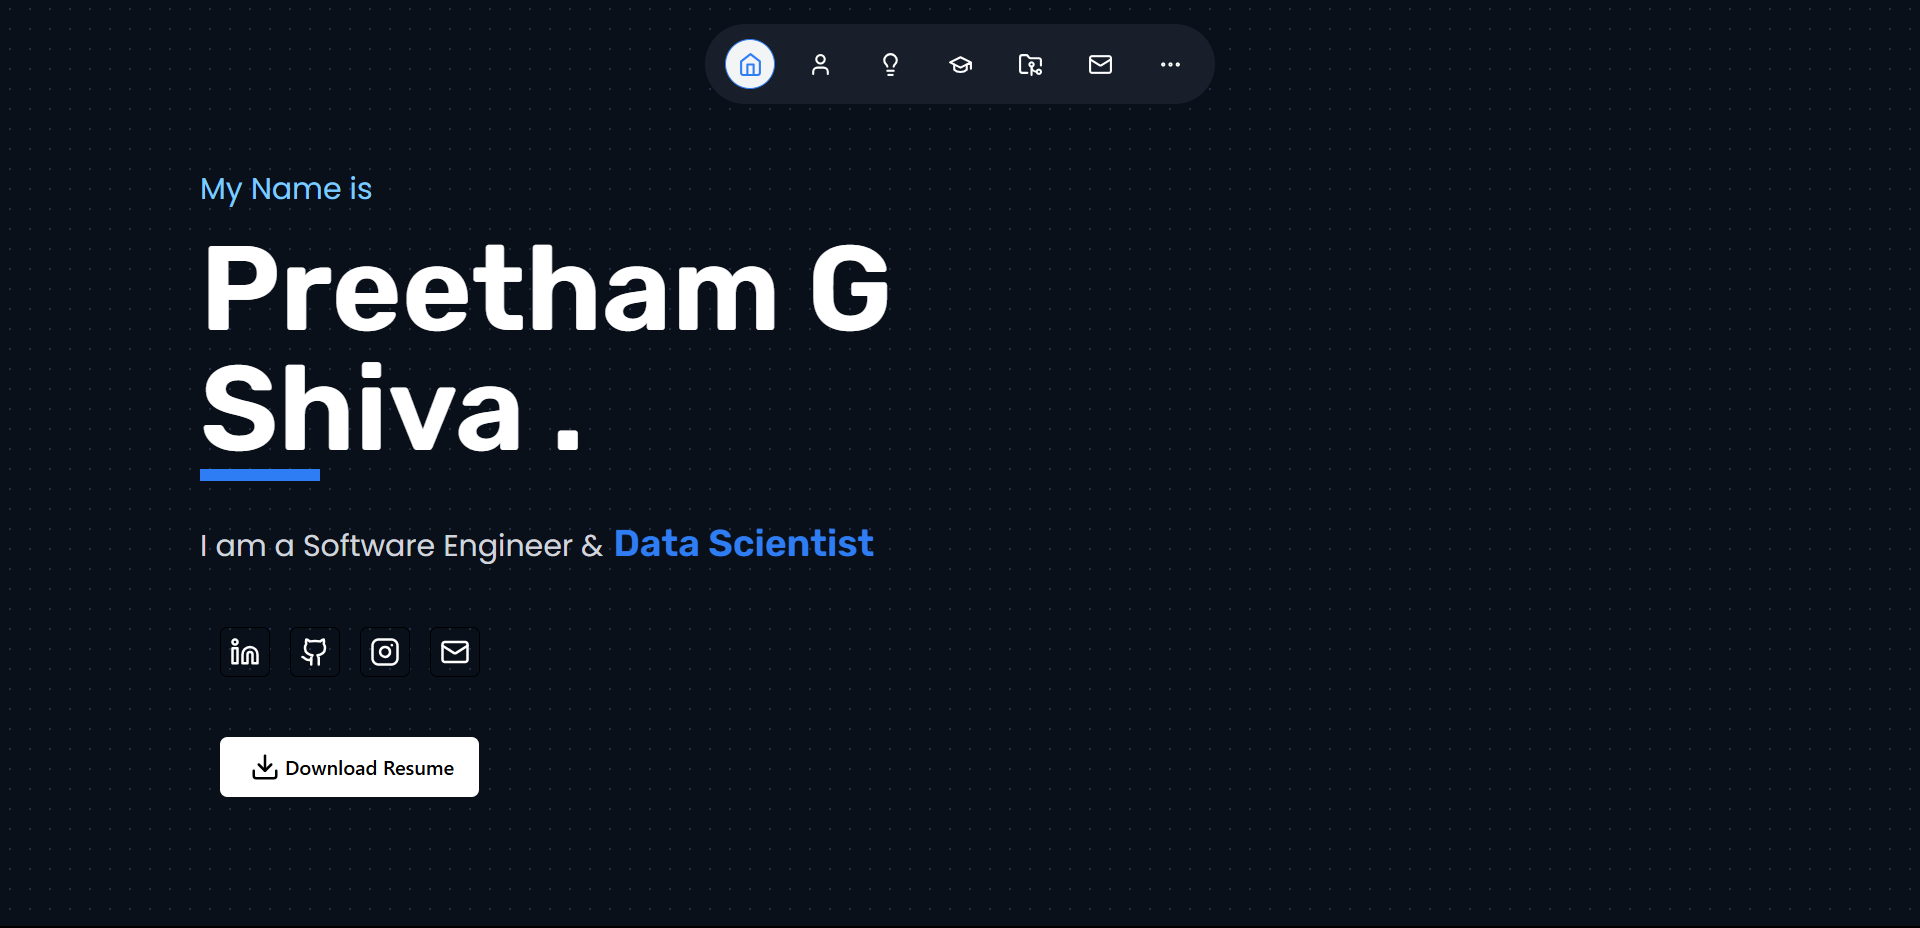 My Name is
Preetham G
Shiva .
I am a Software Engineer & Data Scientist
Download Resume